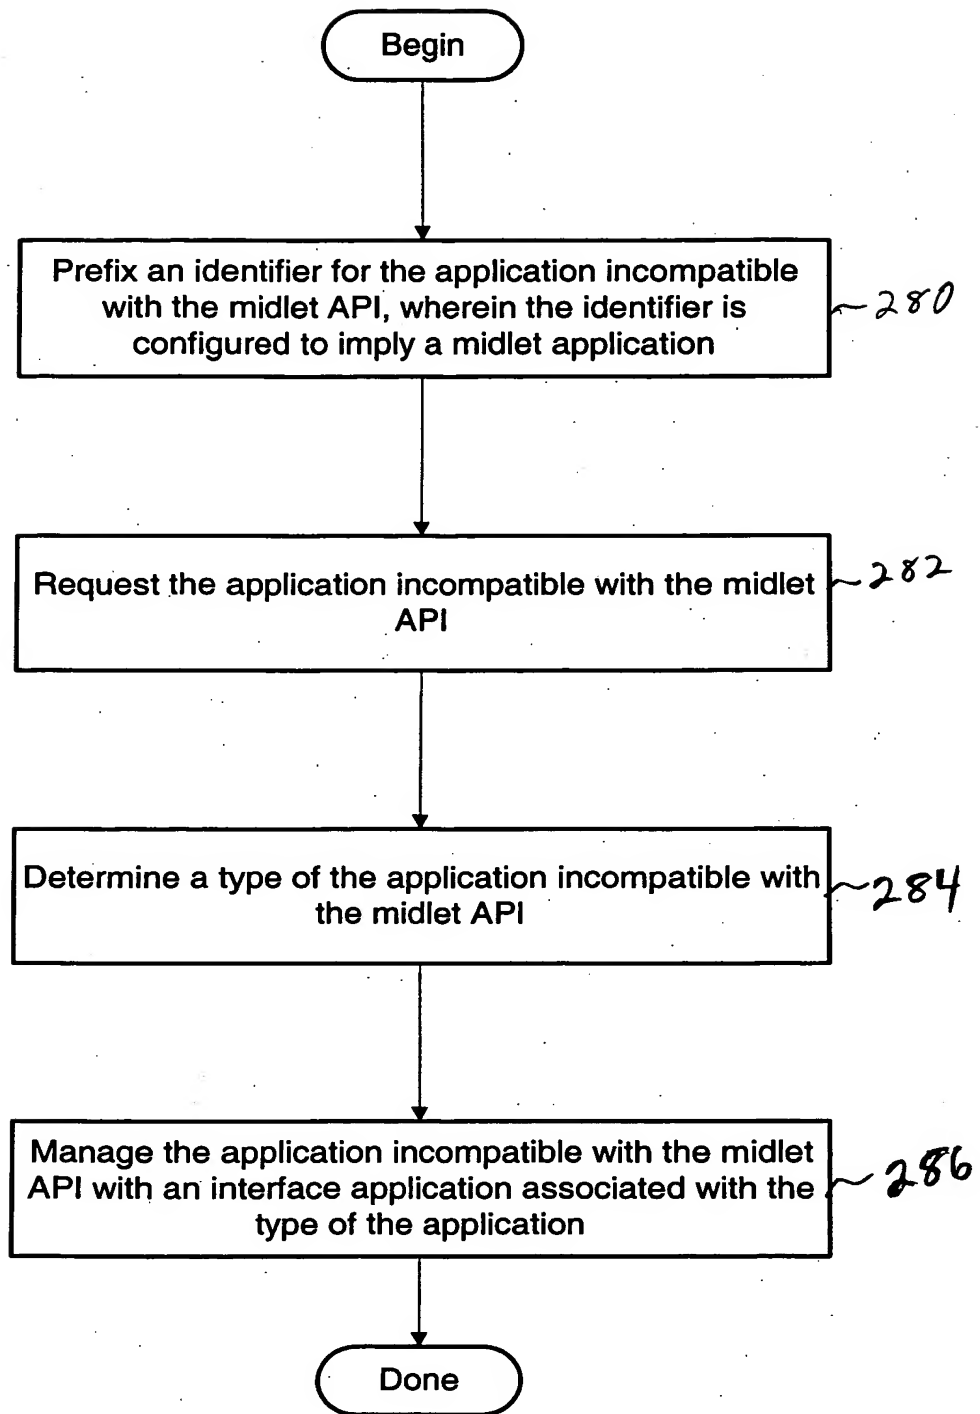 Begin
Prefix an identifier for the application incompatible
with the midlet API, wherein the identifier is
configured to imply a midlet application
280
Request the application incompatible with the midlet
API
282
Determine a type of the application incompatible with
the midlet API
284
Manage the application incompatible with the midlet
API with an interface application associated with the
type of the application
286
Done